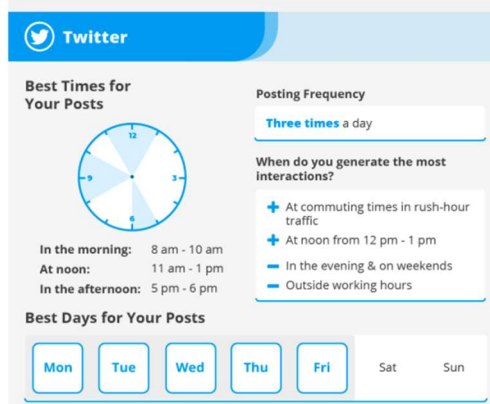 Twitter
Best Times for
Your Posts
12
9
3
6
In the morning: 8 am - 10 am
At noon: 11 am - 1 pm
In the afternoon: 5 pm - 6 pm
Posting Frequency
Three times a day
When do you generate the most
interactions?
+ At commuting times in rush-hour
traffic
+ At noon from 12 pm - 1 pm
− In the evening & on weekends
− Outside working hours
Best Days for Your Posts
Mon Tue Wed Thu Fri Sat Sun